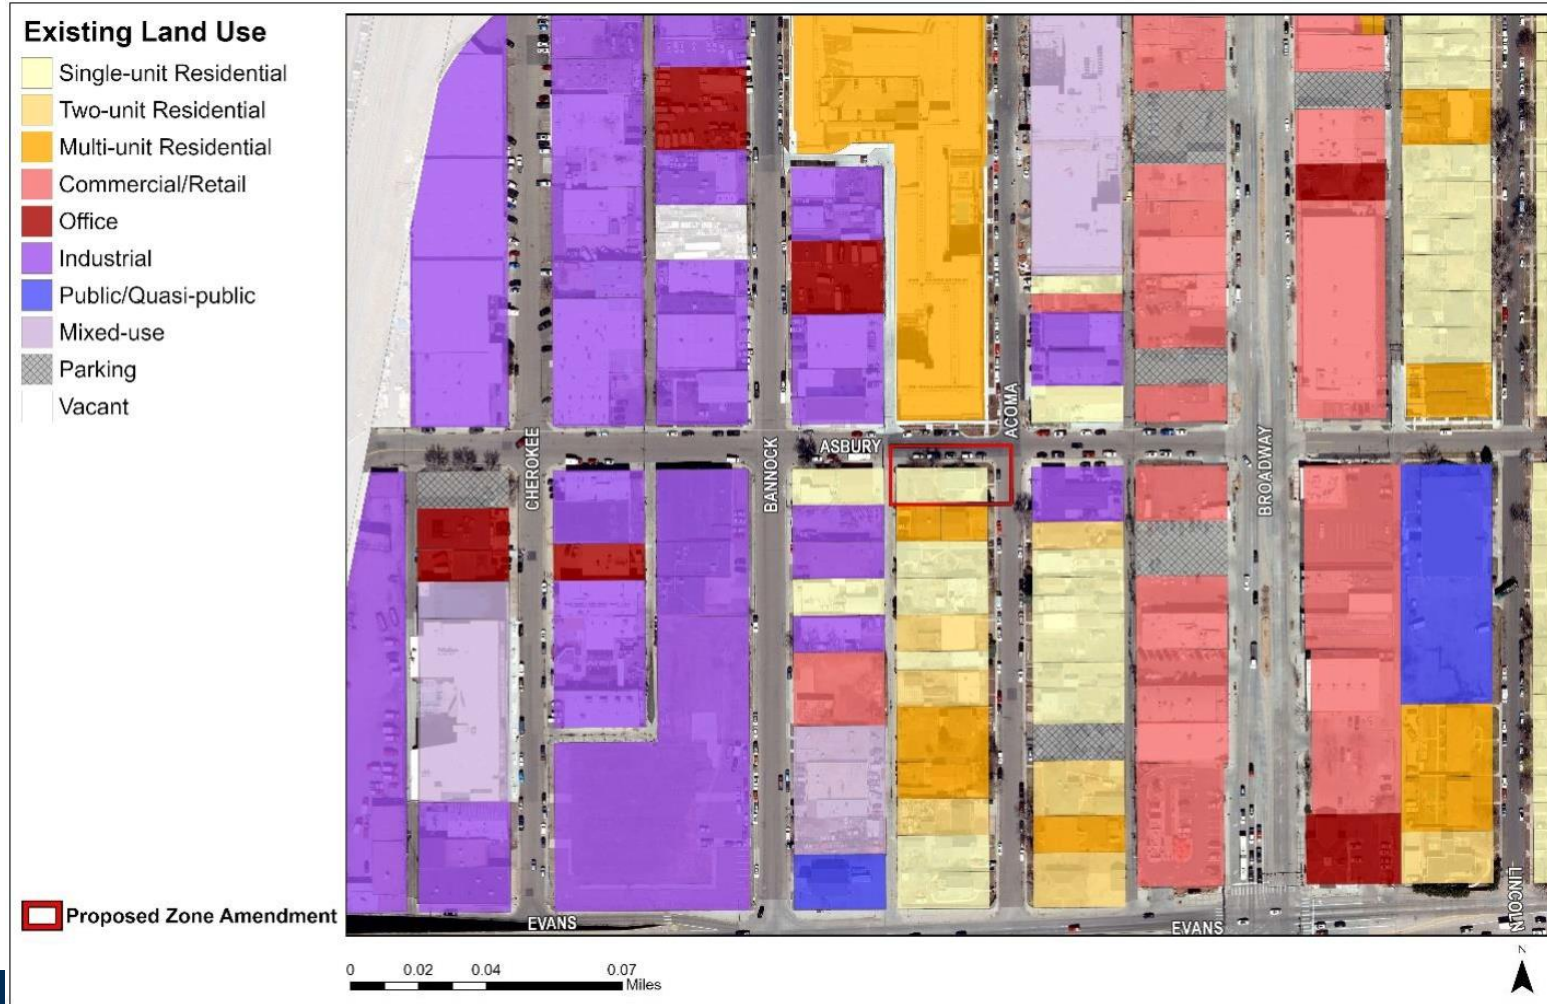 Existing Land Use
Single-unit Residential
Two-unit Residential
Multi-unit Residential
Commercial/Retail
Office
Industrial
Public/Quasi-public
Mixed-use
Parking
Vacant
Proposed Zone Amendment
CHEROKEE
BANNOCK
ASBURY
ACOMA
BROADWAY
LINCOLN
EVANS
EVANS
0 0.02 0.04 0.07
Miles
N